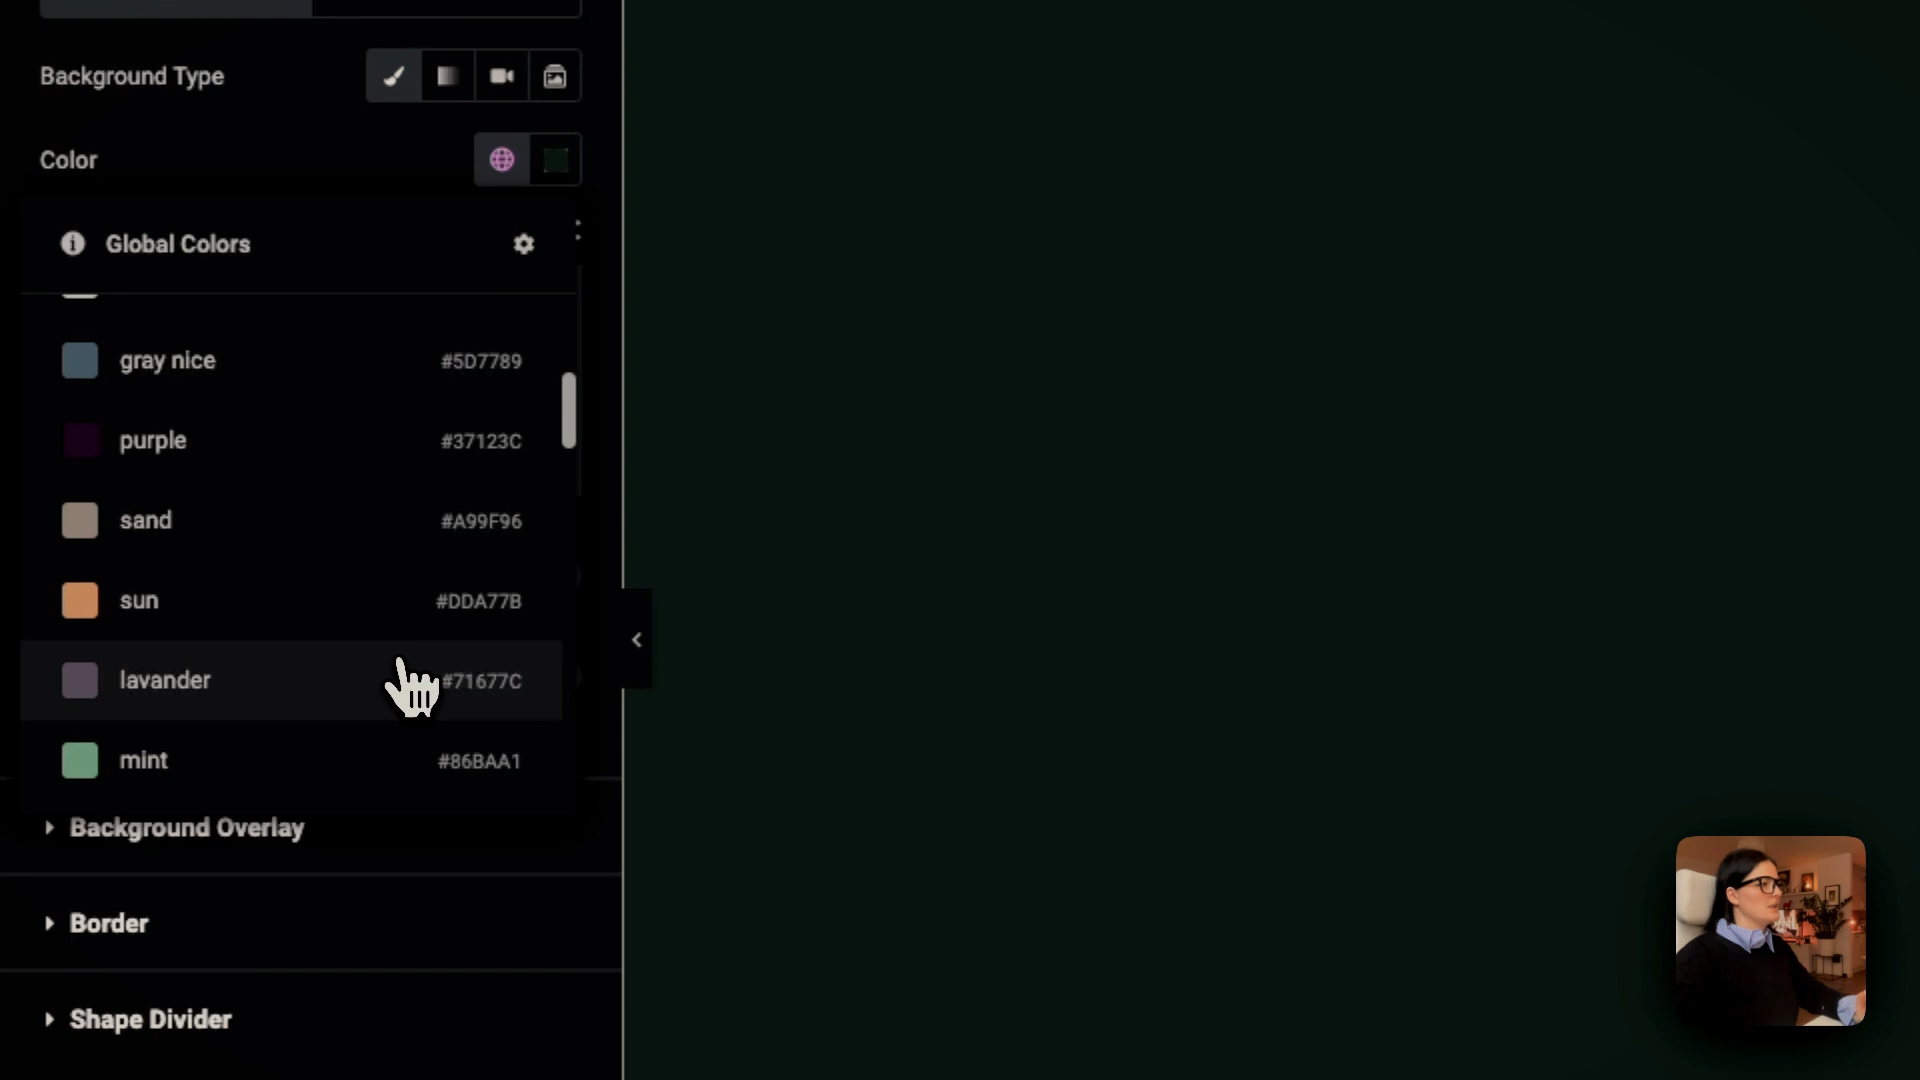 Background Type
Color
Global Colors
gray nice #5D7789
purple #37123C
sand #A99F96
sun #DDA77B
lavander #71677C
mint #86BAA1
Background Overlay
Border
Shape Divider